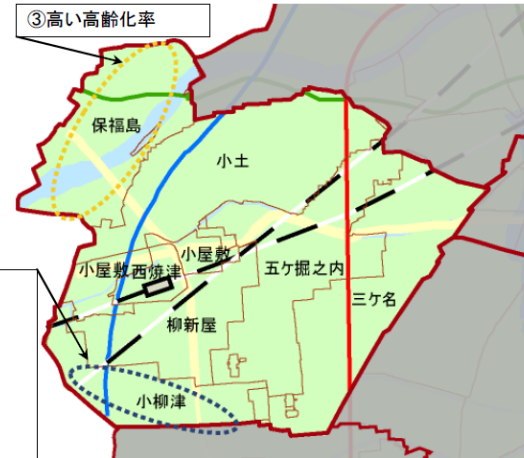 ③高い高齢化率
保福島
小土
小屋敷
小屋敷西焼津
五ケ堀之内
三ケ名
柳新屋
小柳津